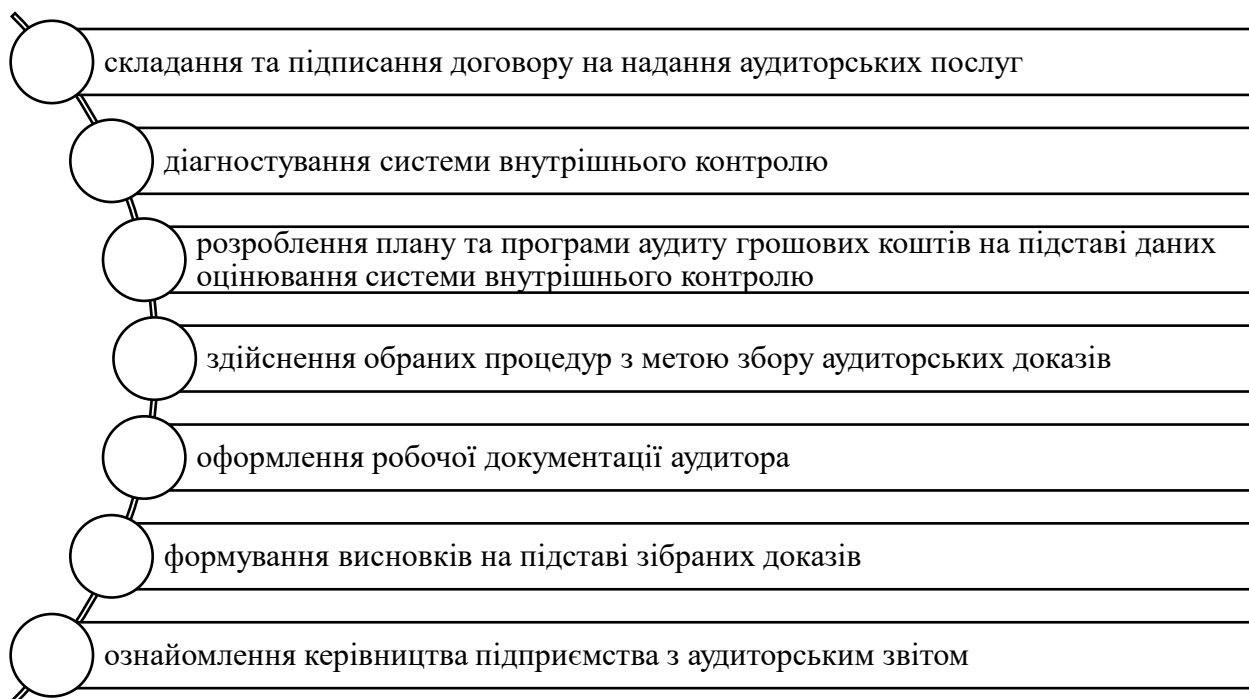 складання та підписання договору на надання аудиторських послуг
діагностування системи внутрішнього контролю
розроблення плану та програми аудиту грошових коштів на підставі даних
оцінювання системи внутрішнього контролю
здійснення обраних процедур з метою збору аудиторських доказів
оформлення робочої документації аудитора
формування висновків на підставі зібраних доказів
ознайомлення керівництва підприємства з аудиторським звітом